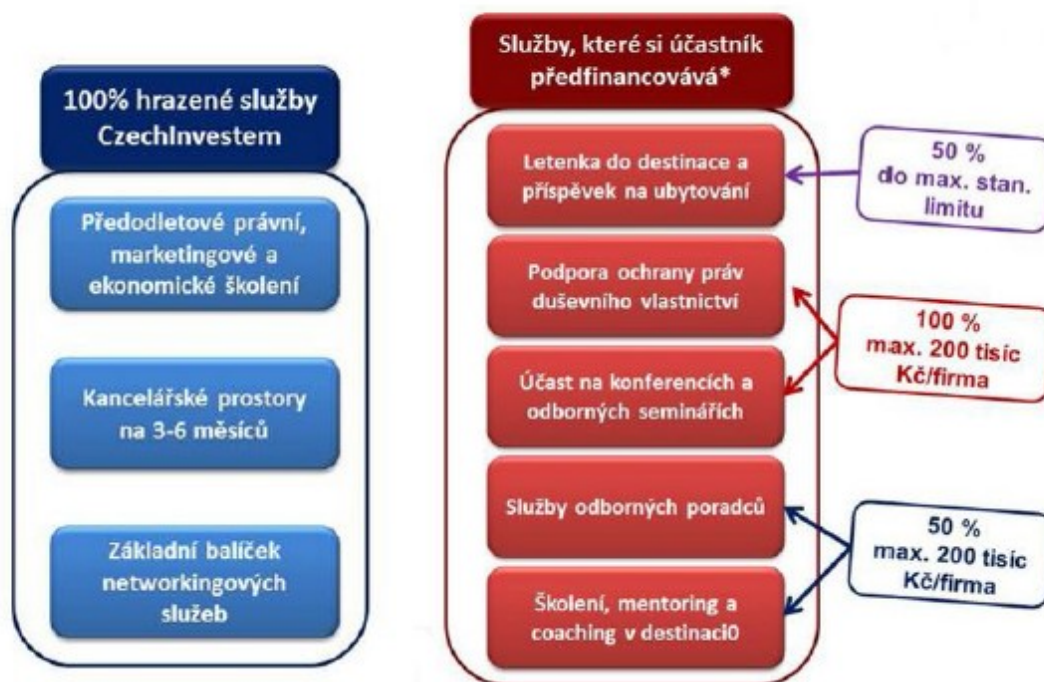 100% hrazené služby
CzechInvestem
Předodletové právní,
marketingové a
ekonomické školení
Kancelářské prostory
na 3-6 měsíců
Základní balíček
networkingových
služeb
Služby, které si účastník
předfinancovává*
Letenka do destinace a
příspěvek na ubytování
Podpora ochrany práv
duševního vlastnictví
Účast na konferencích a
odborných seminářích
Služby odborných poradců
Školení, mentoring a
coaching v destinaci0
50 %
do max. stan.
limitu
100 %
max. 200 tisíc
Kč/firma
50 %
max. 200 tisíc
Kč/firma